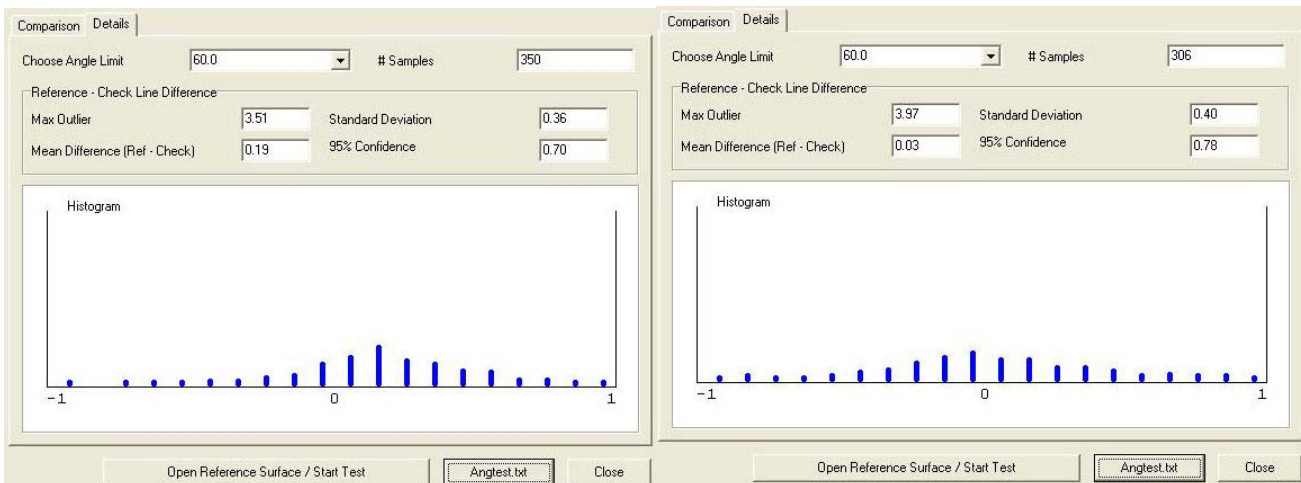 Comparison Details
Choose Angle Limit 60.0 # Samples 350
Reference - Check Line Difference
Max Outlier 3.51 Standard Deviation 0.36
Mean Difference (Ref - Check) 0.19 95% Confidence 0.70
Histogram
-1 0 1
Open Reference Surface / Start Test Angtest.txt Close
Comparison Details
Choose Angle Limit 60.0 # Samples 306
Reference - Check Line Difference
Max Outlier 3.97 Standard Deviation 0.40
Mean Difference (Ref - Check) 0.03 95% Confidence 0.78
Histogram
-1 0 1
Open Reference Surface / Start Test Angtest.txt Close